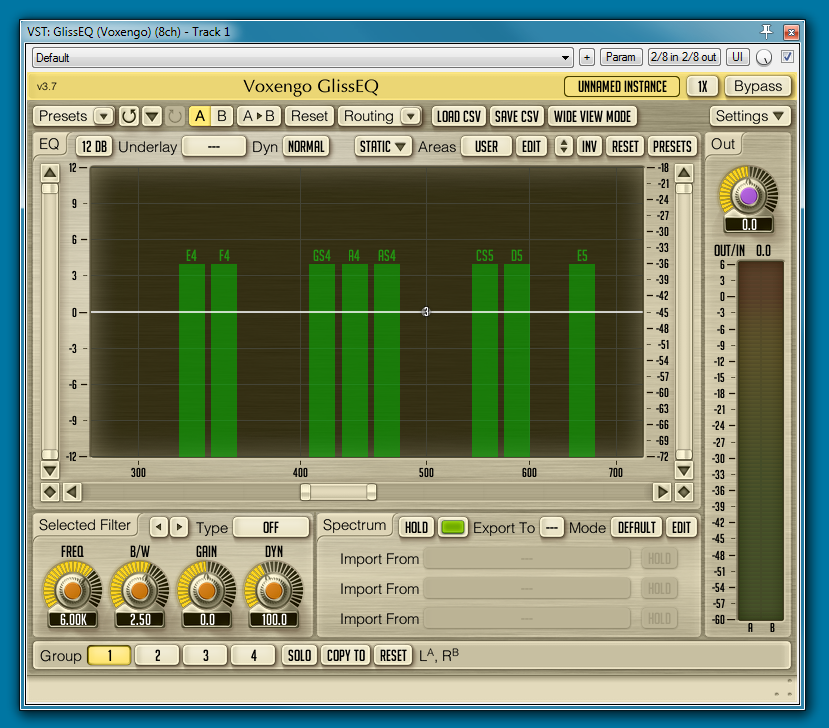 VST: GlissEQ (Voxengo) (8ch) - Track 1
Default + Param 2/8 in 2/8 out UI
v3.7 Voxengo GlissEQ UNNAMED INSTANCE 1X Bypass
Presets A B A▸B Reset Routing LOAD CSV SAVE CSV WIDE VIEW MODE Settings
EQ 12 DB Underlay --- Dyn NORMAL STATIC Areas USER EDIT INV RESET PRESETS Out
12 -18
-21
9 -24
-27
6 -30
E4 F4 GS4 A4 AS4 CS5 D5 E5
-33
3 -36
-39
-42
0 3 -45
-48
-3 -51
-54
-6 -57
-60
-9 -63
-66
-69
-12 -72
300 400 500 600 700
0.0
OUT/IN 0.0
6
3
0
-3
-6
-9
-12
-15
-18
-21
-24
-27
-30
-33
-36
-39
-42
-45
-48
-51
-54
-57
-60
A B
Selected Filter Type OFF
FREQ B/W GAIN DYN
6.00K 2.50 0.0 100.0
Spectrum HOLD Export To --- Mode DEFAULT EDIT
Import From --- HOLD
Import From --- HOLD
Import From --- HOLD
Group 1 2 3 4 SOLO COPY TO RESET LA, RB